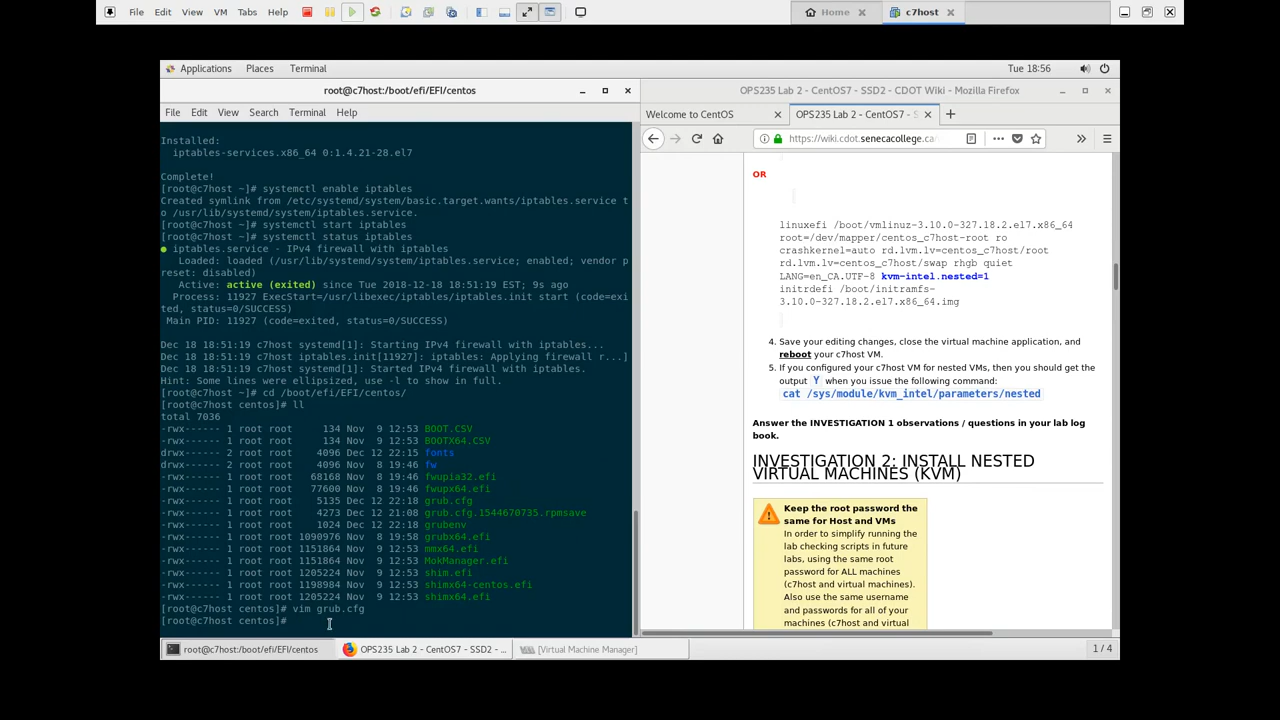 File Edit View VM Tabs Help
Home
c7host
Applications Places Terminal
Tue 18:56
root@c7host:/boot/efi/EFI/centos
File Edit View Search Terminal Help
Installed:
iptables-services.x86_64 0:1.4.21-28.el7
Complete!
[root@c7host ~]# systemctl enable iptables
Created symlink from /etc/systemd/system/basic.target.wants/iptables.service t
o /usr/lib/systemd/system/iptables.service.
[root@c7host ~]# systemctl start iptables
[root@c7host ~]# systemctl status iptables
● iptables.service - IPv4 firewall with iptables
Loaded: loaded (/usr/lib/systemd/system/iptables.service; enabled; vendor p
reset: disabled)
Active: active (exited) since Tue 2018-12-18 18:51:19 EST; 9s ago
Process: 11927 ExecStart=/usr/libexec/iptables/iptables.init start (code=exi
ted, status=0/SUCCESS)
Main PID: 11927 (code=exited, status=0/SUCCESS)
Dec 18 18:51:19 c7host systemd[1]: Starting IPv4 firewall with iptables...
Dec 18 18:51:19 c7host iptables.init[11927]: iptables: Applying firewall r...]
Dec 18 18:51:19 c7host systemd[1]: Started IPv4 firewall with iptables.
Hint: Some lines were ellipsized, use -l to show in full.
[root@c7host ~]# cd /boot/efi/EFI/centos/
[root@c7host centos]# ll
total 7036
-rwx------ 1 root root 134 Nov 9 12:53 BOOT.CSV
-rwx------ 1 root root 134 Nov 9 12:53 BOOTX64.CSV
drwx------ 2 root root 4096 Dec 12 22:15 fonts
drwx------ 2 root root 4096 Nov 8 19:46 fw
-rwx------ 1 root root 68168 Nov 8 19:46 fwupia32.efi
-rwx------ 1 root root 77600 Nov 8 19:46 fwupx64.efi
-rwx------ 1 root root 5135 Dec 12 22:18 grub.cfg
-rwx------ 1 root root 4273 Dec 12 21:08 grub.cfg.1544670735.rpmsave
-rwx------ 1 root root 1024 Dec 12 22:18 grubenv
-rwx------ 1 root root 1090976 Nov 8 19:58 grubx64.efi
-rwx------ 1 root root 1151864 Nov 9 12:53 mmx64.efi
-rwx------ 1 root root 1151864 Nov 9 12:53 MokManager.efi
-rwx------ 1 root root 1205224 Nov 9 12:53 shim.efi
-rwx------ 1 root root 1198984 Nov 9 12:53 shimx64-centos.efi
-rwx------ 1 root root 1205224 Nov 9 12:53 shimx64.efi
[root@c7host centos]# vim grub.cfg
[root@c7host centos]#
OPS235 Lab 2 - CentOS7 - SSD2 - CDOT Wiki - Mozilla Firefox
Welcome to CentOS
OPS235 Lab 2 - CentOS7 - S
https://wiki.cdot.senecacollege.ca
OR
linuxefi /boot/vmlinuz-3.10.0-327.18.2.el7.x86_64
root=/dev/mapper/centos_c7host-root ro
crashkernel=auto rd.lvm.lv=centos_c7host/root
rd.lvm.lv=centos_c7host/swap rhgb quiet
LANG=en_CA.UTF-8 kvm-intel.nested=1
initrdefi /boot/initramfs-
3.10.0-327.18.2.el7.x86_64.img
4. Save your editing changes, close the virtual machine application, and
reboot your c7host VM.
5. If you configured your c7host VM for nested VMs, then you should get the
output Y when you issue the following command:
cat /sys/module/kvm_intel/parameters/nested
Answer the INVESTIGATION 1 observations / questions in your lab log
book.
INVESTIGATION 2: INSTALL NESTED
VIRTUAL MACHINES (KVM)
Keep the root password the
same for Host and VMs
In order to simplify running the
lab checking scripts in future
labs, using the same root
password for ALL machines
(c7host and virtual machines).
Also use the same username
and passwords for all of your
machines (c7host and virtual
root@c7host:/boot/efi/EFI/centos
OPS235 Lab 2 - CentOS7 - SSD2 - ...
[Virtual Machine Manager]
1 / 4